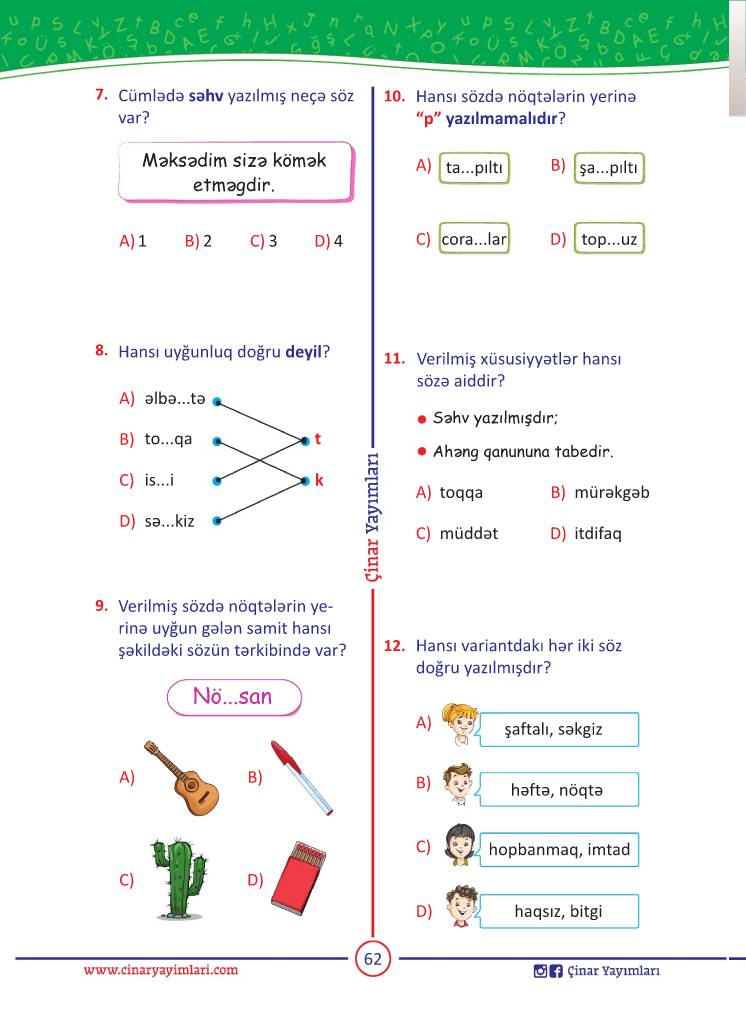 7. Cümlədə səhv yazılmış neçə söz
var?
Məksədim sizə kömək
etməgdir.
A) 1 B) 2 C) 3 D) 4
8. Hansı uyğunluq doğru deyil?
A) əlbə...tə
B) to...qa t
C) is...i k
D) sə...kiz
9. Verilmiş sözdə nöqtələrin ye-
rinə uyğun gələn samit hansı
şəkildəki sözün tərkibində var?
Nö...san
A) B)
C) D)
Çinar Yayımları
10. Hansı sözdə nöqtələrin yerinə
“p” yazılmamalıdır?
A) ta...pıltı B) şa...pıltı
C) cora...lar D) top...uz
11. Verilmiş xüsusiyyətlər hansı
sözə aiddir?
• Səhv yazılmışdır;
• Ahəng qanununa tabedir.
A) toqqa B) mürəkgəb
C) müddət D) itdifaq
12. Hansı variantdakı hər iki söz
doğru yazılmışdır?
A) şaftalı, səkgiz
B) həftə, nöqtə
C) hopbanmaq, imtad
D) haqsız, bitgi
www.cinaryayimlari.com
62
Çinar Yayımları